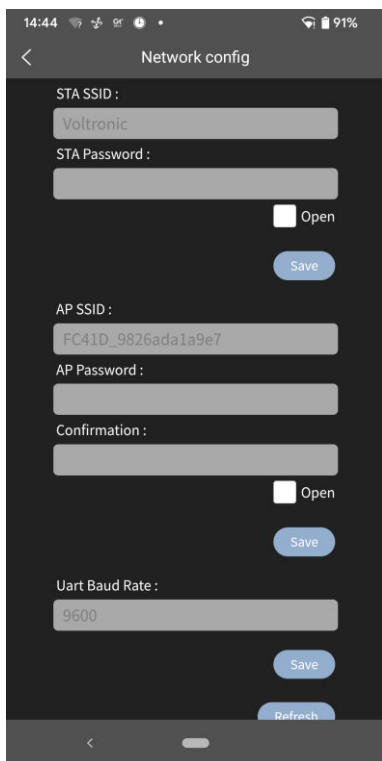 14:44 91%
Network config
STA SSID :
Voltronic
STA Password :
Open
Save
AP SSID :
FC41D_9826ada1a9e7
AP Password :
Confirmation :
Open
Save
Uart Baud Rate :
9600
Save
Refresh